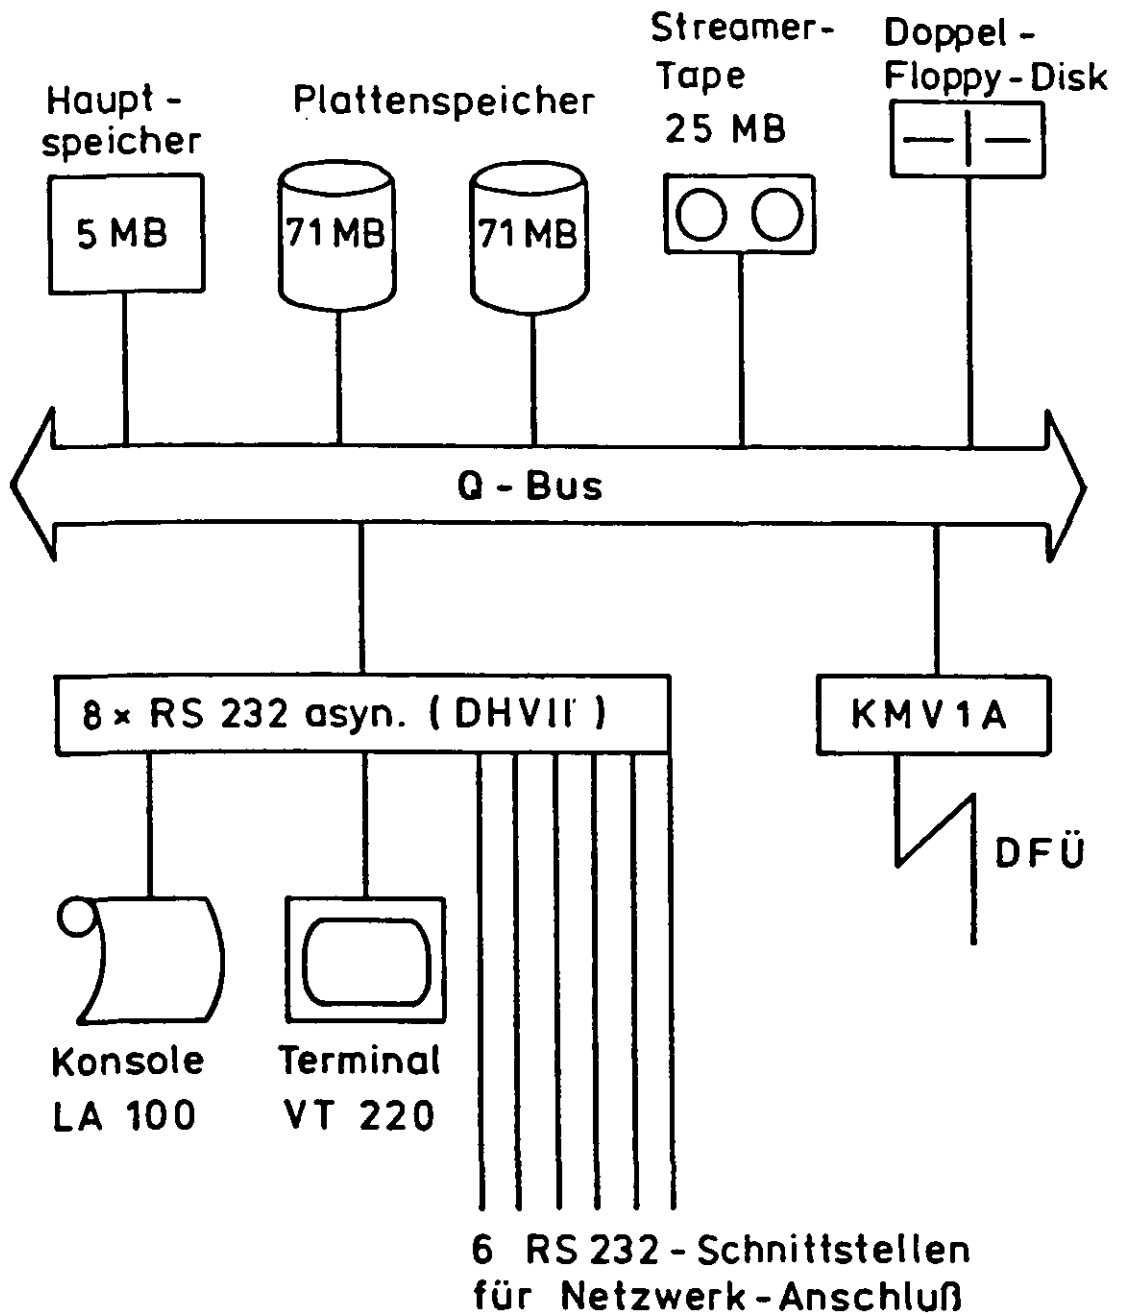 Haupt-
speicher
5 MB
Plattenspeicher
71 MB
71 MB
Streamer-
Tape
25 MB
Doppel-
Floppy-Disk
Q-Bus
8 × RS 232 asyn. (DHV11)
KMV1A
DFÜ
Konsole
LA 100
Terminal
VT 220
6 RS 232-Schnittstellen
für Netzwerk-Anschluß